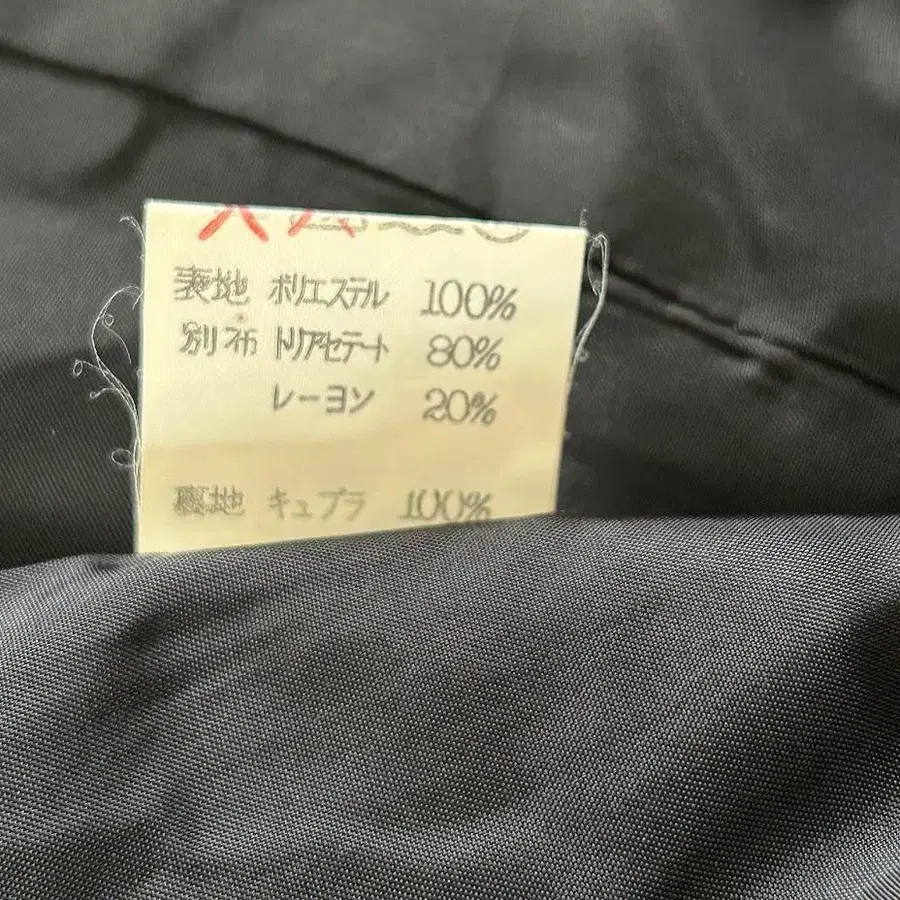 表地 ポリエステル 100%
別布 トリアセテート 80%
レーヨン 20%
裏地 キュプラ 100%